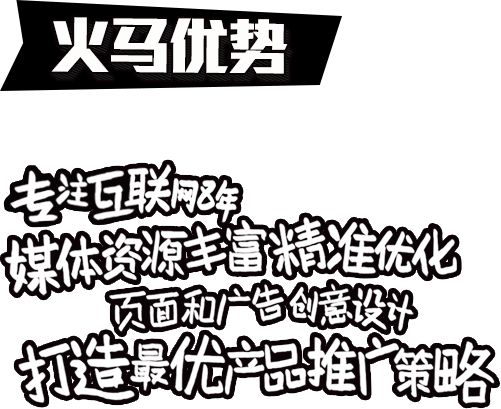 火马优势
专注互联网8年
媒体资源丰富 精准优化
页面和广告创意设计
打造最优产品推广策略